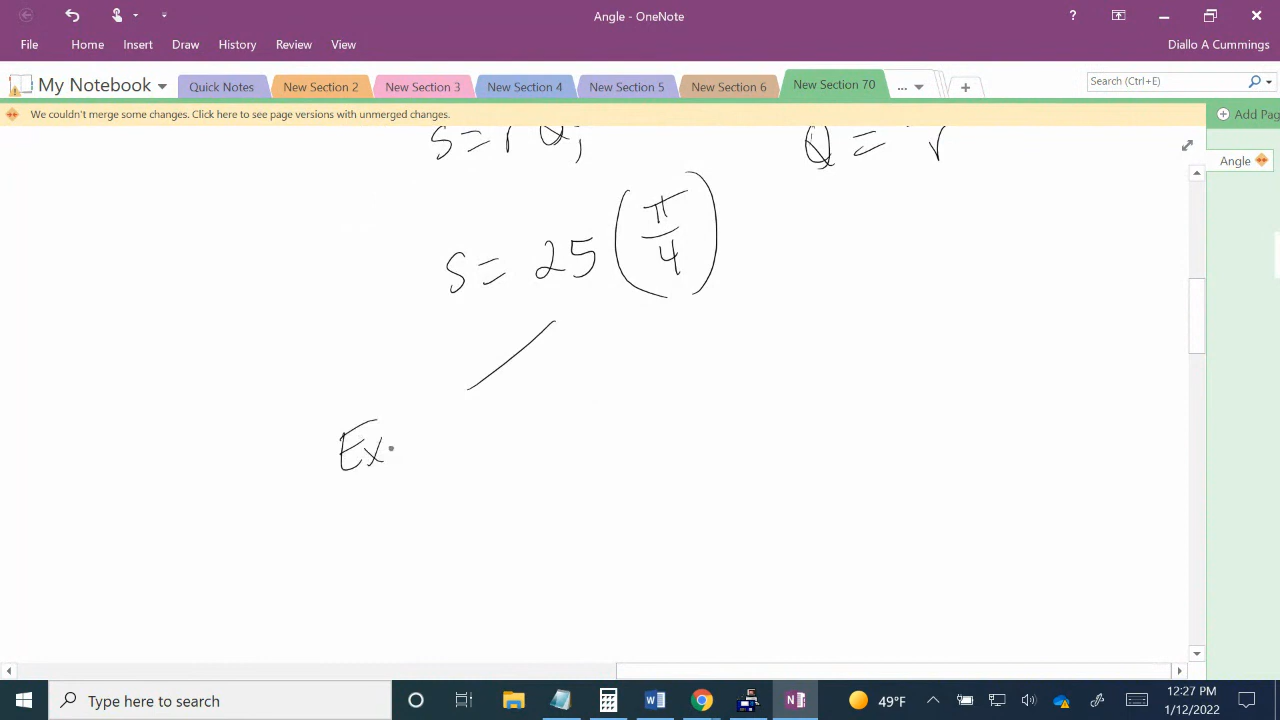 Angle - OneNote
?
File Home Insert Draw History Review View
Diallo A Cummings
My Notebook Quick Notes New Section 2 New Section 3 New Section 4 New Section 5 New Section 6 New Section 70 ... +
Search (Ctrl+E)
We couldn't merge some changes. Click here to see page versions with unmerged changes.
Add Pag
Angle
s = r θ;
θ = r
s = 25 (π/4)
Ex.
Type here to search
49°F
12:27 PM
1/12/2022